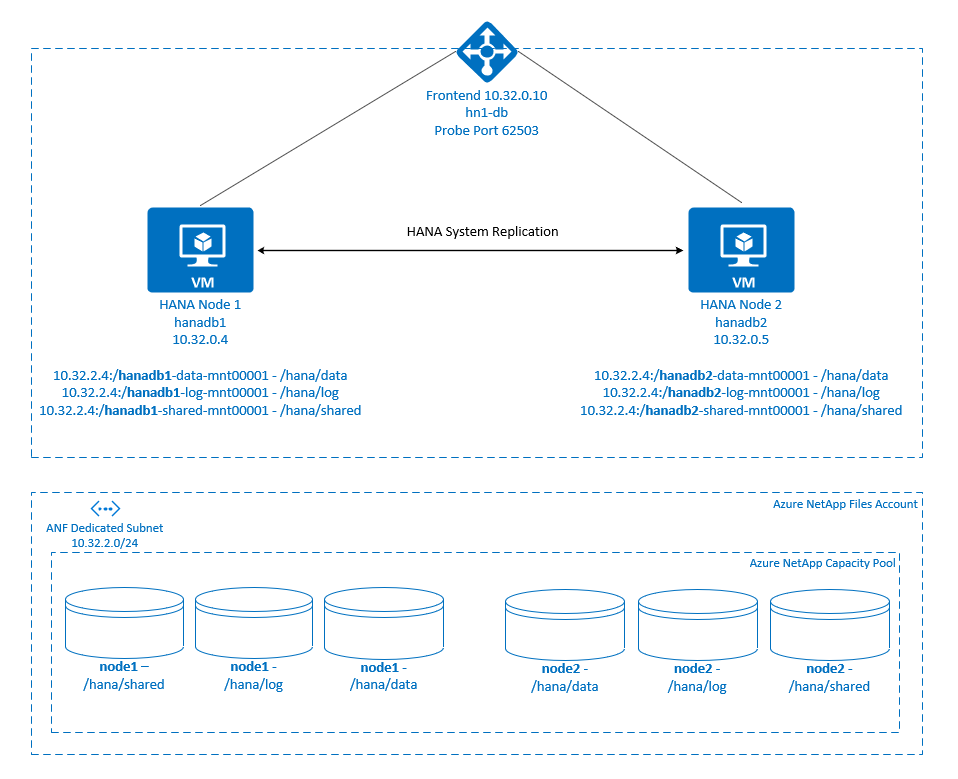 Frontend 10.32.0.10
hn1-db
Probe Port 62503
HANA System Replication
VM
HANA Node 1
hanadb1
10.32.0.4
10.32.2.4:/hanadb1-data-mnt00001 - /hana/data
10.32.2.4:/hanadb1-log-mnt00001 - /hana/log
10.32.2.4:/hanadb1-shared-mnt00001 - /hana/shared
VM
HANA Node 2
hanadb2
10.32.0.5
10.32.2.4:/hanadb2-data-mnt00001 - /hana/data
10.32.2.4:/hanadb2-log-mnt00001 - /hana/log
10.32.2.4:/hanadb2-shared-mnt00001 - /hana/shared
Azure NetApp Files Account
ANF Dedicated Subnet
10.32.2.0/24
Azure NetApp Capacity Pool
node1 –
/hana/shared
node1 -
/hana/log
node1 -
/hana/data
node2 -
/hana/data
node2 -
/hana/log
node2 -
/hana/shared